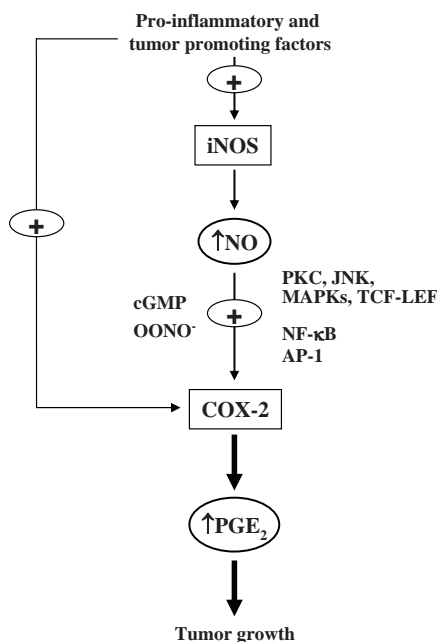 Pro-inflammatory and
tumor promoting factors
+
iNOS
+
↑NO
PKC, JNK,
MAPKs, TCF-LEF
cGMP
+
OONO⁻
NF-κB
AP-1
COX-2
↑PGE₂
Tumor growth